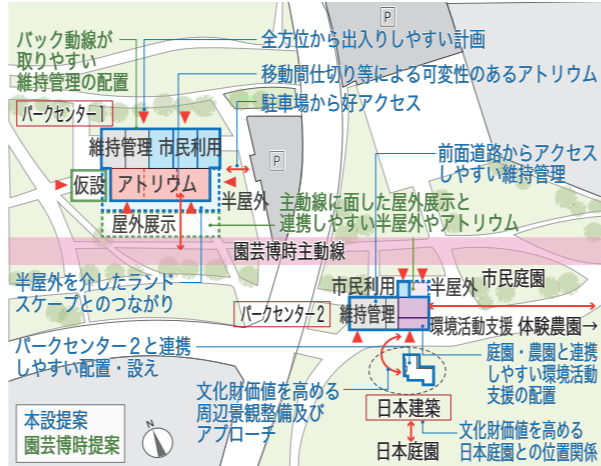 P
バック動線が
取りやすい
維持管理の配置
全方位から出入りしやすい計画
移動間仕切り等による可変性のあるアトリウム
駐車場から好アクセス
パークセンター1
維持管理
市民利用
P
前面道路からアクセス
しやすい維持管理
仮設
アトリウム
半屋外
屋外展示
主動線に面した屋外展示と
連携しやすい半屋外やアトリウム
園芸博時主動線
半屋外を介したランド
スケープとのつながり
市民利用
半屋外
市民庭園
パークセンター2
維持管理
環境活動支援
体験農園→
パークセンター2と連携
しやすい配置・設え
庭園・農園と連携
しやすい環境活動
支援の配置
文化財価値を高める
周辺景観整備及び
アプローチ
日本建築
日本庭園
文化財価値を高める
日本庭園との位置関係
本設提案
園芸博時提案
N